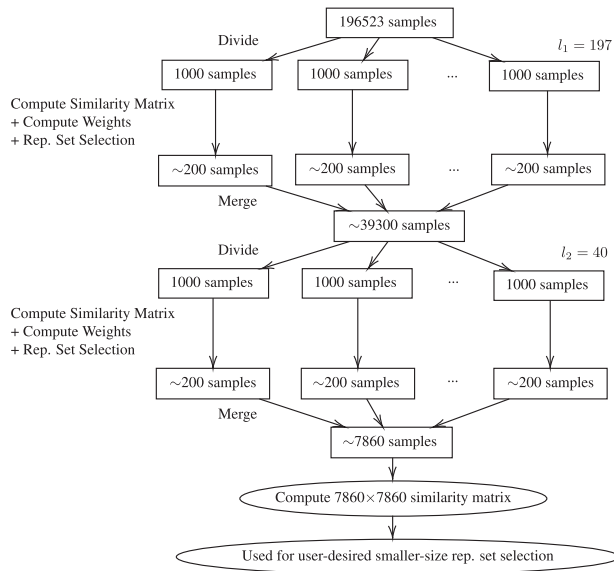 196523 samples
Divide
l₁ = 197
1000 samples
1000 samples
...
1000 samples
Compute Similarity Matrix
+ Compute Weights
+ Rep. Set Selection
~200 samples
~200 samples
...
~200 samples
Merge
~39300 samples
Divide
l₂ = 40
1000 samples
1000 samples
...
1000 samples
Compute Similarity Matrix
+ Compute Weights
+ Rep. Set Selection
~200 samples
~200 samples
...
~200 samples
Merge
~7860 samples
Compute 7860×7860 similarity matrix
Used for user-desired smaller-size rep. set selection